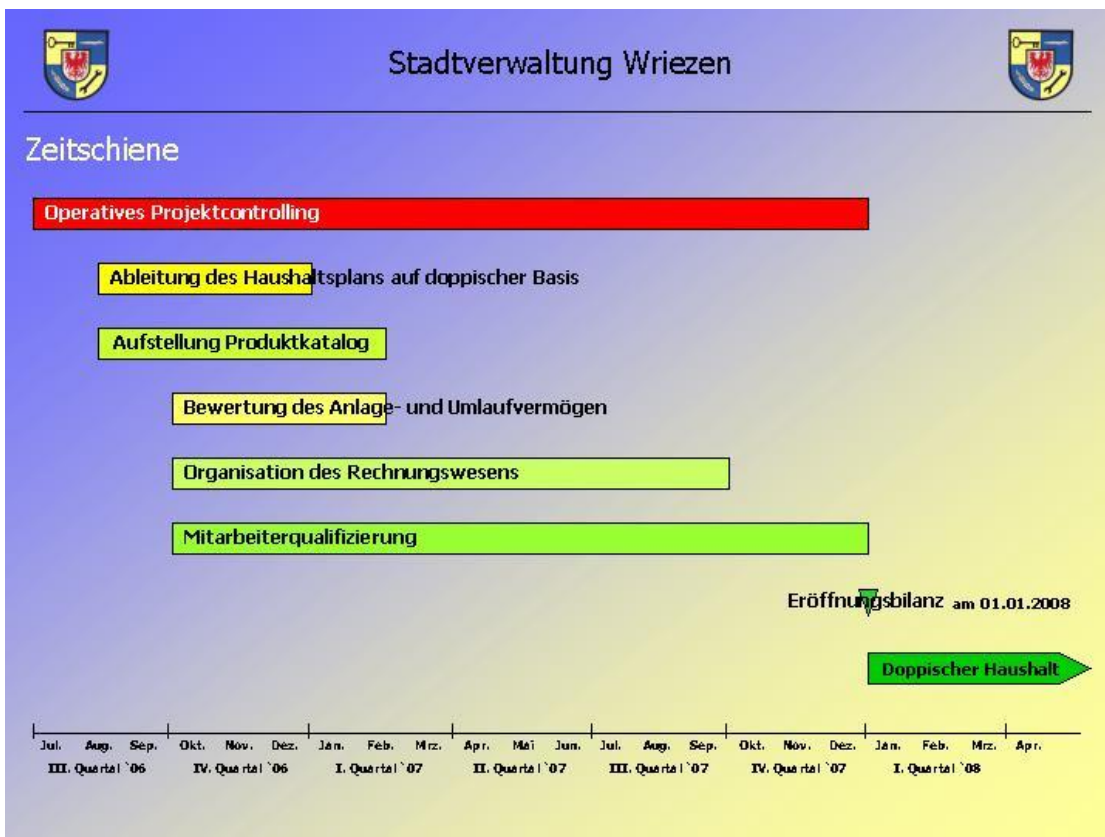 Stadtverwaltung Wriezen
Zeitschiene
Operatives Projektcontrolling
Ableitung des Haushaltsplans auf doppischer Basis
Aufstellung Produktkatalog
Bewertung des Anlage- und Umlaufvermögen
Organisation des Rechnungswesens
Mitarbeiterqualifizierung
Eröffnungsbilanz am 01.01.2008
Doppischer Haushalt
Jul. Aug. Sep. Okt. Nov. Dez. Jan. Feb. Mrz. Apr. Mai Jun. Jul. Aug. Sep. Okt. Nov. Dez. Jan. Feb. Mrz. Apr.
III. Quartal `06 IV. Quartal `06 I. Quartal `07 II. Quartal `07 III. Quartal `07 IV. Quartal `07 I. Quartal `08